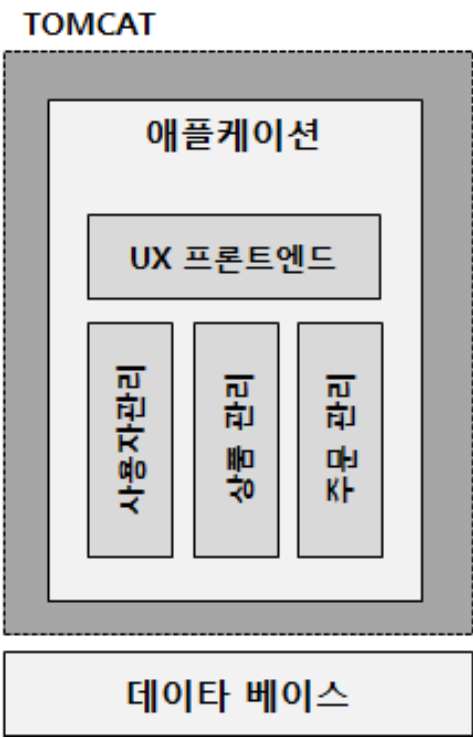 TOMCAT
애플케이션
UX 프론트엔드
사용자관리
상품 관리
주문 관리
데이타 베이스